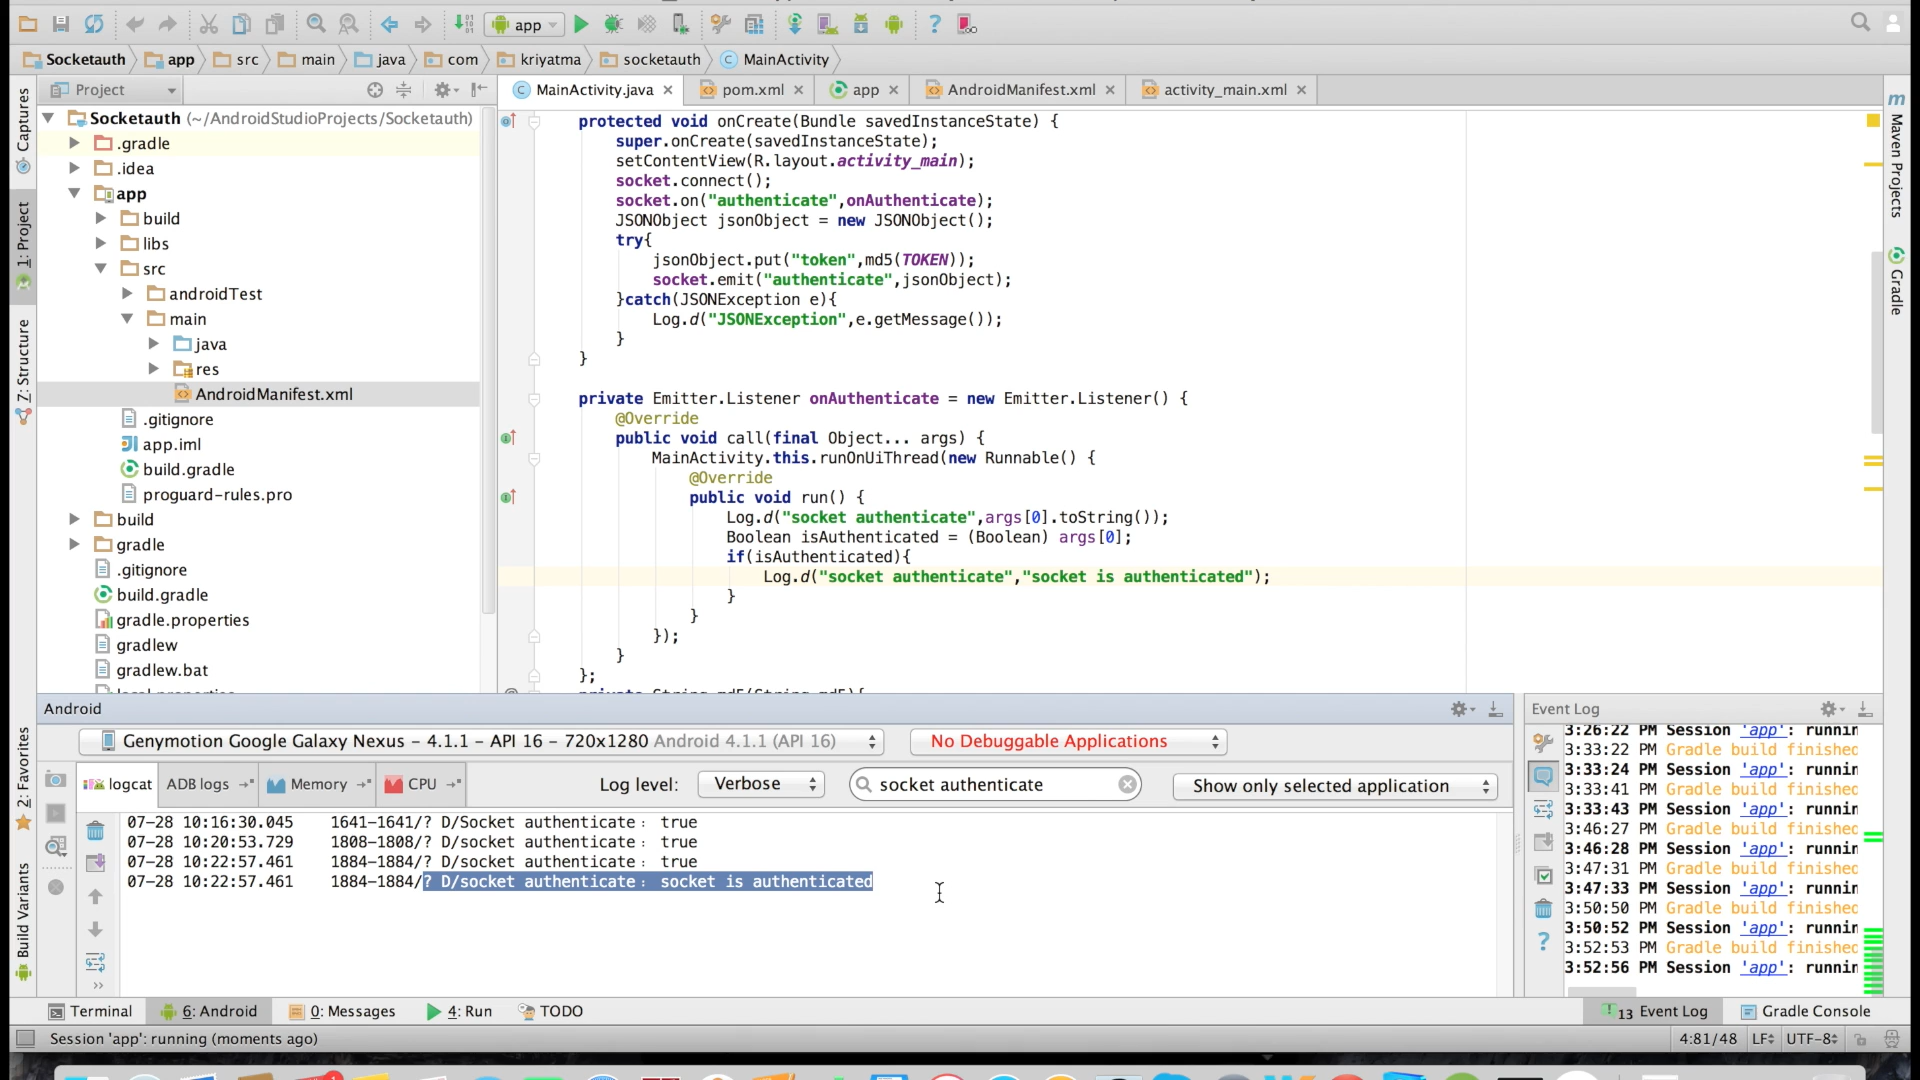 app
Socketauth
app
src
main
java
com
kriyatma
socketauth
MainActivity
Project
MainActivity.java
pom.xml
app
AndroidManifest.xml
activity_main.xml
Captures
1: Project
Z: Structure
2: Favorites
Build Variants
Socketauth (~/AndroidStudioProjects/Socketauth)
.gradle
.idea
app
build
libs
src
androidTest
main
java
res
AndroidManifest.xml
.gitignore
app.iml
build.gradle
proguard-rules.pro
build
gradle
.gitignore
build.gradle
gradle.properties
gradlew
gradlew.bat
protected void onCreate(Bundle savedInstanceState) {
super.onCreate(savedInstanceState);
setContentView(R.layout.activity_main);
socket.connect();
socket.on("authenticate",onAuthenticate);
JSONObject jsonObject = new JSONObject();
try{
jsonObject.put("token",md5(TOKEN));
socket.emit("authenticate",jsonObject);
}catch(JSONException e){
Log.d("JSONException",e.getMessage());
}
}
private Emitter.Listener onAuthenticate = new Emitter.Listener() {
@Override
public void call(final Object... args) {
MainActivity.this.runOnUiThread(new Runnable() {
@Override
public void run() {
Log.d("socket authenticate",args[0].toString());
Boolean isAuthenticated = (Boolean) args[0];
if(isAuthenticated){
Log.d("socket authenticate","socket is authenticated");
}
}
});
}
};
m
Maven Projects
Gradle
Android
Genymotion Google Galaxy Nexus - 4.1.1 - API 16 - 720x1280 Android 4.1.1 (API 16)
No Debuggable Applications
logcat
ADB logs
Memory
CPU
Log level:
Verbose
socket authenticate
Show only selected application
07-28 10:16:30.045 1641-1641/? D/Socket authenticate: true
07-28 10:20:53.729 1808-1808/? D/socket authenticate: true
07-28 10:22:57.461 1884-1884/? D/socket authenticate: true
07-28 10:22:57.461 1884-1884/? D/socket authenticate: socket is authenticated
Event Log
3:26:22 PM Session 'app': runnin
3:33:22 PM Gradle build finished
3:33:24 PM Session 'app': runnin
3:33:41 PM Gradle build finished
3:33:43 PM Session 'app': runnin
3:46:27 PM Gradle build finished
3:46:28 PM Session 'app': runnin
3:47:31 PM Gradle build finished
3:47:33 PM Session 'app': runnin
3:50:50 PM Gradle build finished
3:50:52 PM Session 'app': runnin
3:52:53 PM Gradle build finished
3:52:56 PM Session 'app': runnin
Terminal
6: Android
0: Messages
4: Run
TODO
13 Event Log
Gradle Console
Session 'app': running (moments ago)
4:81/48
LF
UTF-8